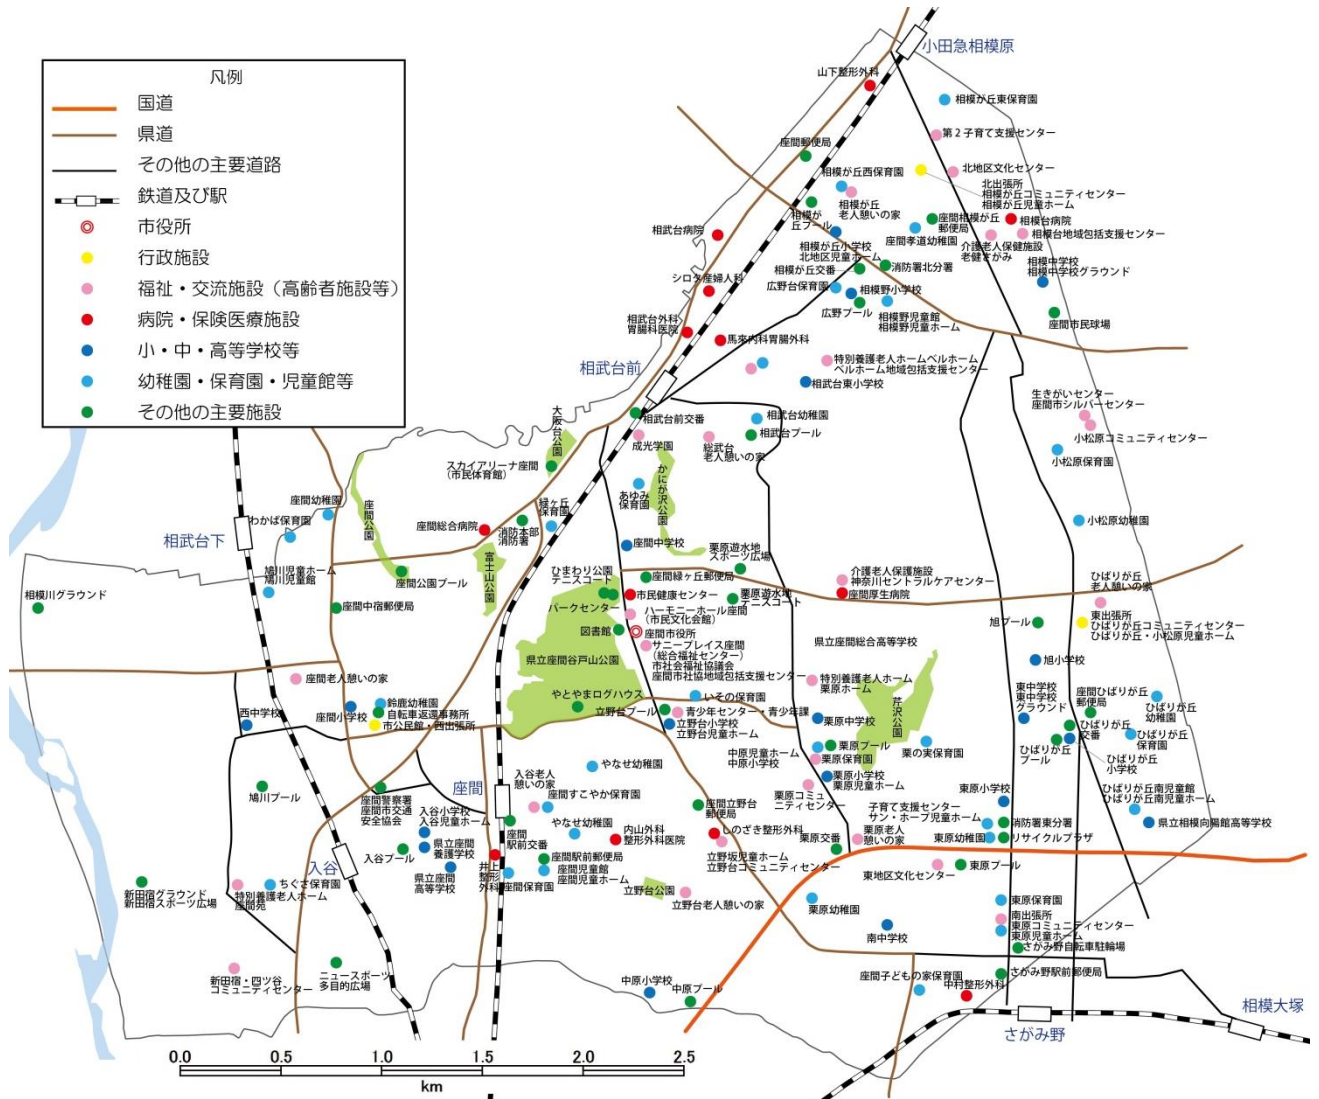 凡例
国道
県道
その他の主要道路
鉄道及び駅
市役所
行政施設
福祉・交流施設（高齢者施設等）
病院・保険医療施設
小・中・高等学校等
幼稚園・保育園・児童館等
その他の主要施設
小田急相模原
山下整形外科
相模が丘東保育園
第2子育て支援センター
座間郵便局
北地区文化センター
相模が丘西保育園
北出張所
相模が丘コミュニティセンター
相模が丘児童ホーム
相模が丘
老人憩いの家
相模が
丘プール
座間相模が丘
郵便局
座間孝道幼稚園
相模台病院
相模台地域包括支援センター
介護老人保健施設
老健さがみ
相武台病院
相模が丘小学校
北地区児童ホーム
相模が丘交番
消防署北分署
相模中学校
相模中学校グラウンド
シロタ産婦人科
広野台保育園
相模野小学校
広野プール
相模野児童館
相模野児童ホーム
座間市民球場
相武台外科
胃腸科医院
馬來内科胃腸外科
相武台前
特別養護老人ホームベルホーム
ベルホーム地域包括支援センター
相武台東小学校
生きがいセンター
座間市シルバーセンター
小松原コミュニティセンター
小松原保育園
小松原幼稚園
相武台前交番
大阪台公園
成光学園
総武台
老人憩いの家
相武台幼稚園
相武台プール
スカイアリーナ座間
（市民体育館）
かにが沢公園
あゆみ
保育園
座間幼稚園
わかば保育園
座間公園
座間総合病院
消防本部
消防署
緑ヶ丘
保育園
座間中学校
相武台下
鳩川児童ホーム
鳩川児童館
座間公園プール
富士山公園
ひまわり公園
テニスコート
座間緑ヶ丘郵便局
栗原遊水地
スポーツ広場
栗原遊水地
テニスコート
介護老人保護施設
神奈川セントラルケアセンター
座間厚生病院
ひばりが丘
老人憩いの家
相模川グラウンド
座間中宿郵便局
市民健康センター
パークセンター
ハーモニーホール座間
（市民文化会館）
図書館
座間市役所
サニープレイス座間
（総合福祉センター）
市社会福祉協議会
座間市社協地域包括支援センター
県立座間谷戸山公園
県立座間総合高等学校
旭プール
東出張所
ひばりが丘コミュニティセンター
ひばりが丘・小松原児童ホーム
旭小学校
座間老人憩いの家
やとやまログハウス
いその保育園
特別養護老人ホーム
栗原ホーム
芹沢公園
東中学校
東中学校
グラウンド
座間ひばりが丘
郵便局
ひばりが丘
幼稚園
西中学校
座間小学校
鈴鹿幼稚園
自転車返還事務所
市公民館・西出張所
立野台プール
青少年センター・青少年課
立野台小学校
立野台児童ホーム
栗原中学校
栗原プール
栗の実保育園
ひばりが丘
交番
ひばりが丘
保育園
ひばりが丘
プール
ひばりが丘
小学校
中原児童ホーム
中原小学校
栗原保育園
栗原小学校
栗原児童ホーム
鳩川プール
座間警察署
座間市交通
安全協会
座間
入谷老人
憩いの家
やなせ幼稚園
座間すこやか保育園
座間立野台
郵便局
栗原コミュ
ニティセンター
子育て支援センター
サン・ホープ児童ホーム
東原小学校
ひばりが丘南児童館
ひばりが丘南児童ホーム
県立相模向陽館高等学校
入谷小学校
入谷児童ホーム
県立座間
養護学校
県立座間
高等学校
入谷
入谷プール
座間
駅前交番
やなせ幼稚園
内山外科
整形外科医院
しのざき整形外科
立野坂児童ホーム
立野台コミュニティセンター
栗原交番
栗原老人
憩いの家
東原幼稚園
消防署東分署
リサイクルプラザ
井上整形外科
座間駅前郵便局
座間児童館
座間児童ホーム
座間保育園
東地区文化センター
東原プール
新田宿グラウンド
新田宿スポーツ広場
ちぐさ保育園
特別養護老人ホーム
座間苑
立野台公園
立野台老人憩いの家
栗原幼稚園
東原保育園
南出張所
東原コミュニティセンター
東原児童ホーム
南中学校
さがみ野自転車駐輪場
新田宿・四ツ谷
コミュニティセンター
ニュースポーツ
多目的広場
中原小学校
中原プール
座間子どもの家保育園
さがみ野駅前郵便局
中村整形外科
さがみ野
相模大塚
0.0 0.5 1.0 1.5 2.0 2.5
km